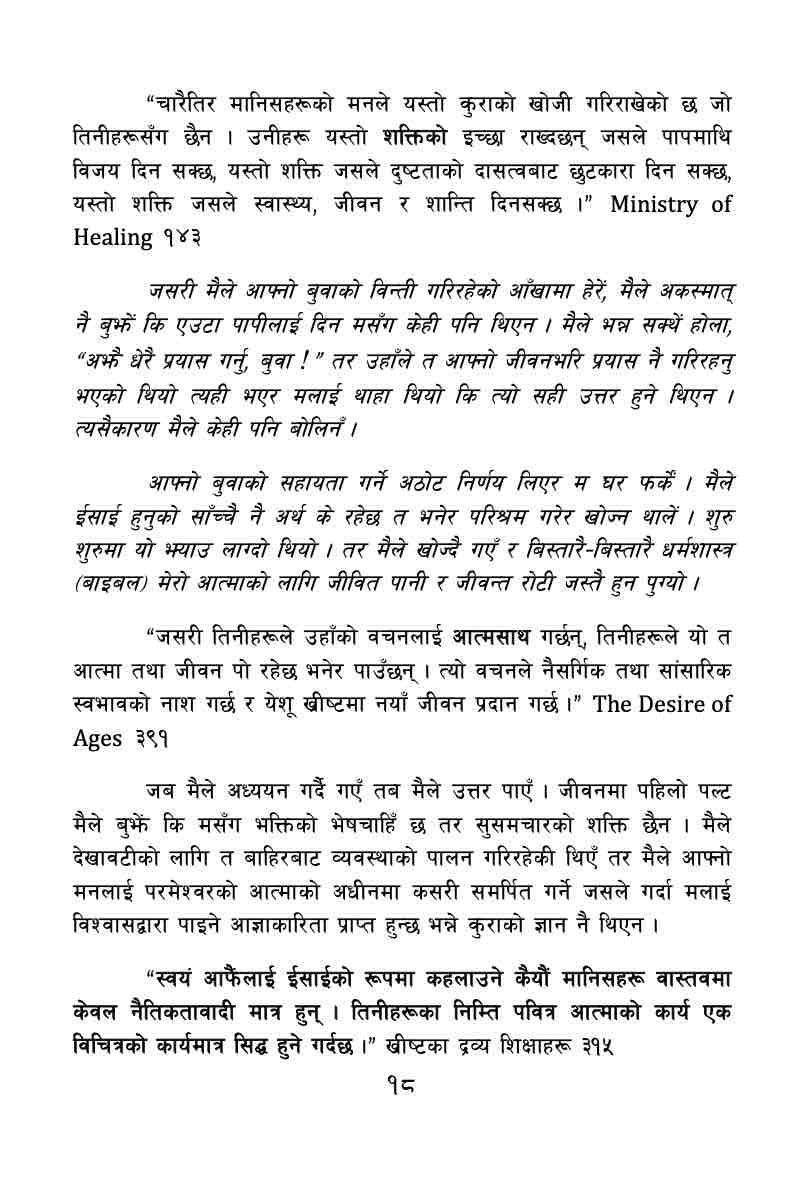 “चारैतिर मानिसहरूको मनले यस्तो कुराको खोजी गरिराखेको छ जो
तिनीहरूसँग छैन । उनीहरू यस्तो शक्तिको इच्छा राख्दछन् जसले पापमाथि
विजय दिन सक्छ, यस्तो शक्ति जसले दुष्टताको दासत्वबाट छुटकारा दिन सक्छ,
यस्तो शक्ति जसले स्वास्थ्य, जीवन र शान्ति दिनसक्छ ।” Ministry of
Healing १४३
जसरी मैले आफ्नो बुवाको विन्ती गरिरहेको आँखामा हेरें, मैले अकस्मात्
नै बुझें कि एउटा पापीलाई दिन मसँग केही पनि थिएन । मैले भन्न सक्थें होला,
“अझै धेरै प्रयास गर्नु, बुवा !” तर उहाँले त आफ्नो जीवनभरि प्रयास नै गरिरहनु
भएको थियो त्यही भएर मलाई थाहा थियो कि त्यो सही उत्तर हुने थिएन ।
त्यसैकारण मैले केही पनि बोलिनँ ।
आफ्नो बुवाको सहायता गर्ने अठोट निर्णय लिएर म घर फर्कें । मैले
ईसाई हुनुको साँच्चै नै अर्थ के रहेछ त भनेर परिश्रम गरेर खोज्न थालें । शुरु
शुरुमा यो झ्याउ लाग्दो थियो । तर मैले खोज्दै गएँ र बिस्तारै-बिस्तारै धर्मशास्त्र
(बाइबल) मेरो आत्माको लागि जीवित पानी र जीवन्त रोटी जस्तै हुन पुग्यो ।
“जसरी तिनीहरूले उहाँको वचनलाई आत्मसाथ गर्छन्, तिनीहरूले यो त
आत्मा तथा जीवन पो रहेछ भनेर पाउँछन् । त्यो वचनले नैसर्गिक तथा सांसारिक
स्वभावको नाश गर्छ र येशू ख्रीष्टमा नयाँ जीवन प्रदान गर्छ ।” The Desire of
Ages ३९१
जब मैले अध्ययन गर्दै गएँ तब मैले उत्तर पाएँ । जीवनमा पहिलो पल्ट
मैले बुझें कि मसँग भक्तिको भेषचाहिँ छ तर सुसमचारको शक्ति छैन । मैले
देखावटीको लागि त बाहिरबाट व्यवस्थाको पालन गरिरहेकी थिएँ तर मैले आफ्नो
मनलाई परमेश्वरको आत्माको अधीनमा कसरी समर्पित गर्ने जसले गर्दा मलाई
विश्वासद्वारा पाइने आज्ञाकारिता प्राप्त हुन्छ भन्ने कुराको ज्ञान नै थिएन ।
“स्वयं आफैंलाई ईसाईको रूपमा कहलाउने कैयौं मानिसहरू वास्तवमा
केवल नैतिकतावादी मात्र हुन् । तिनीहरूका निम्ति पवित्र आत्माको कार्य एक
विचित्रको कार्यमात्र सिद्ध हुने गर्दछ ।” ख्रीष्टका द्रव्य शिक्षाहरू ३१५
१८